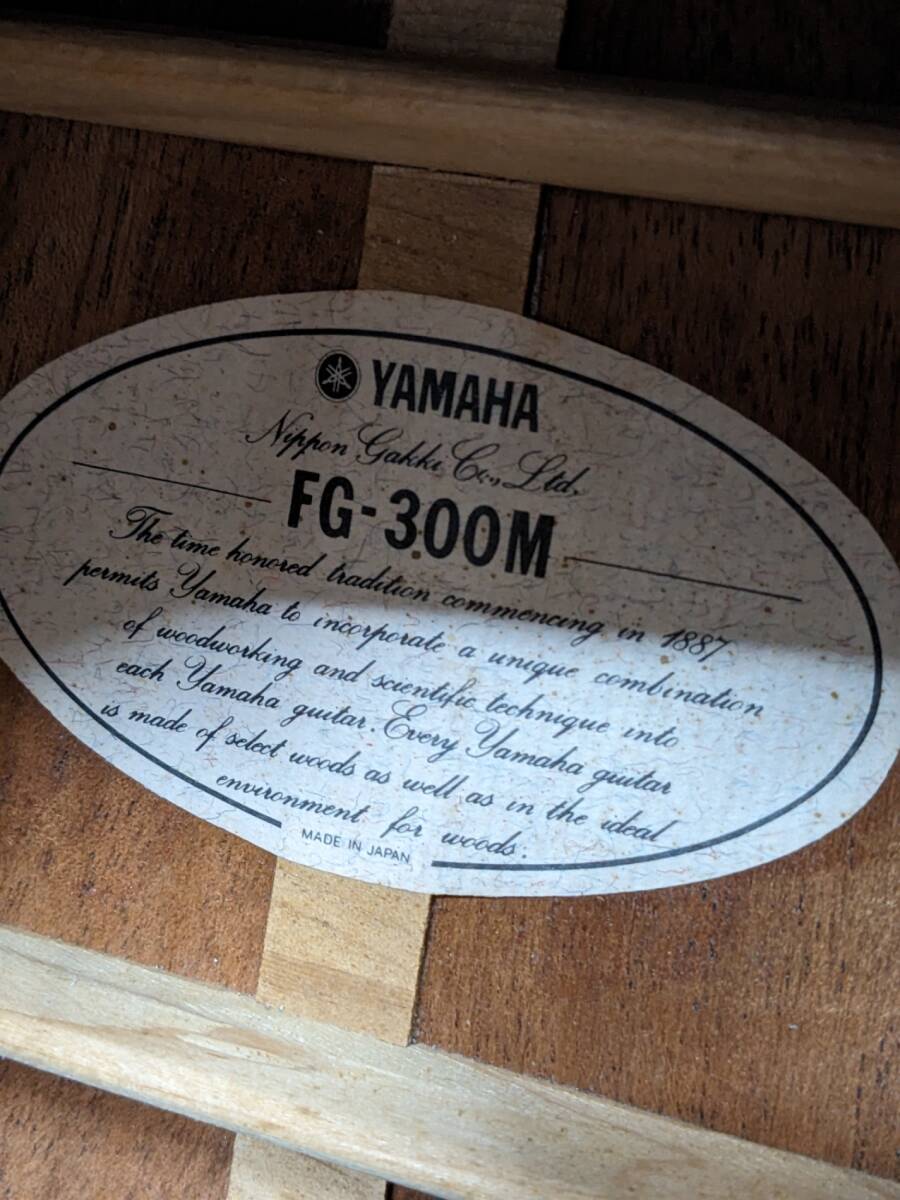 YAMAHA
Nippon Gakki Co., Ltd.
FG-300M
The time honored tradition commencing in 1887
permits Yamaha to incorporate a unique combination
of woodworking and scientific technique into
each Yamaha guitar. Every Yamaha guitar
is made of select woods as well as in the ideal
environment for woods.
MADE IN JAPAN